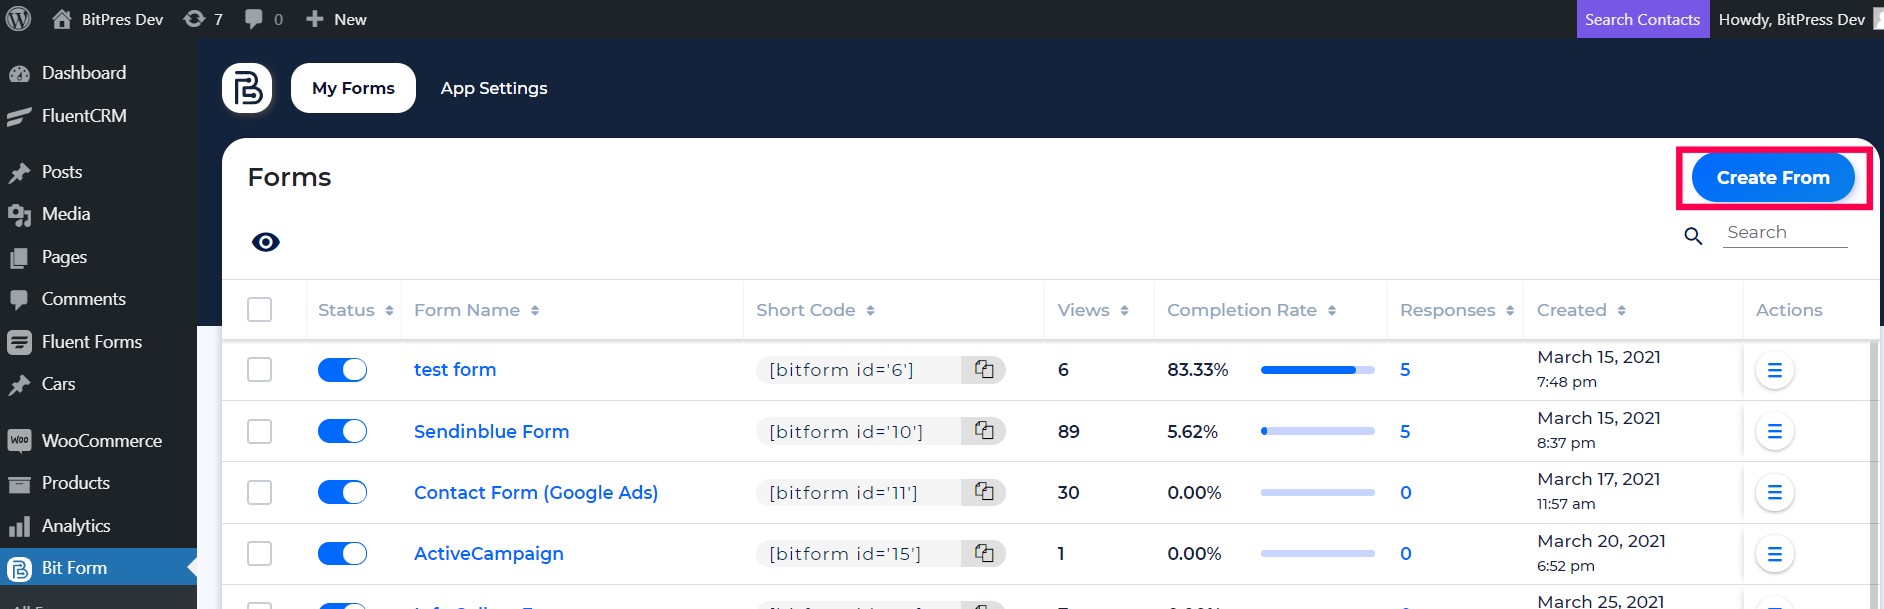 BitPres Dev 7 0 New Search Contacts Howdy, BitPress Dev
Dashboard
FluentCRM
Posts
Media
Pages
Comments
Fluent Forms
Cars
WooCommerce
Products
Analytics
Bit Form
My Forms App Settings
Forms Create From
Search
Status Form Name Short Code Views Completion Rate Responses Created Actions
test form [bitform id='6'] 6 83.33% 5 March 15, 2021
7:48 pm
Sendinblue Form [bitform id='10'] 89 5.62% 5 March 15, 2021
8:37 pm
Contact Form (Google Ads) [bitform id='11'] 30 0.00% 0 March 17, 2021
11:57 am
ActiveCampaign [bitform id='15'] 1 0.00% 0 March 20, 2021
6:52 pm
March 25, 2021